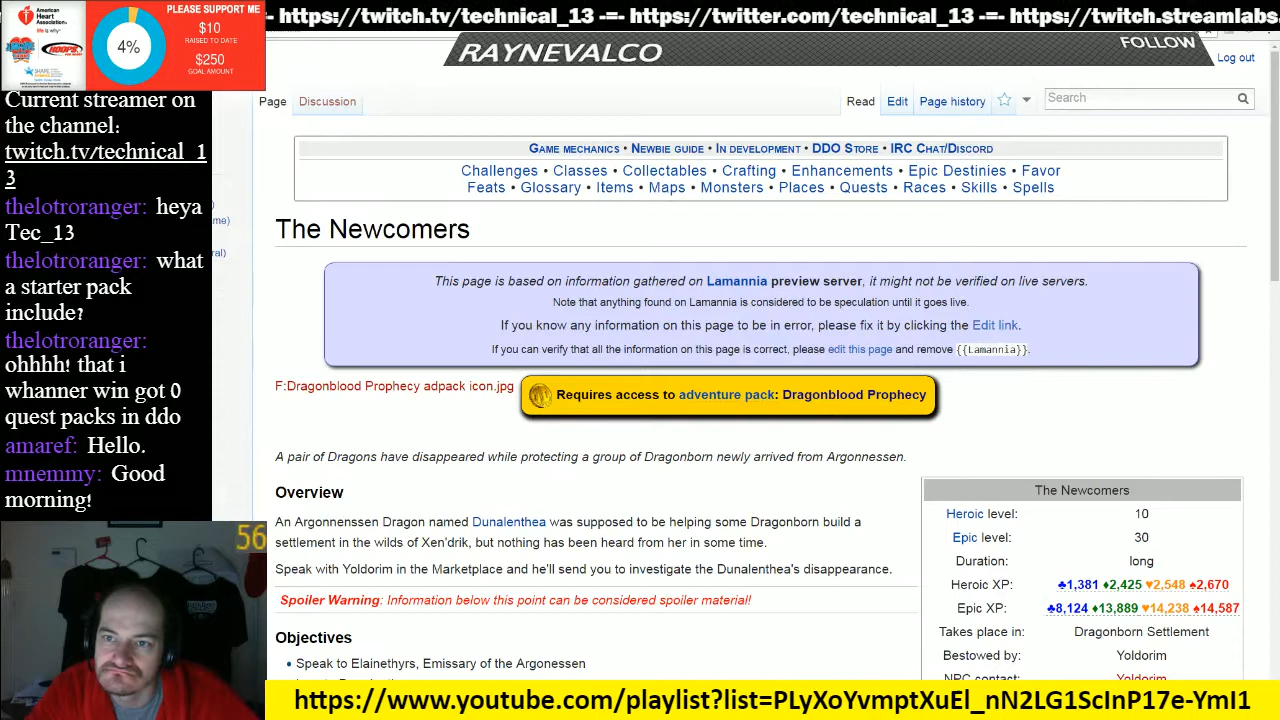 - https://twitch.tv/technical_13 -=- https://twitter.com/technical_13 -=- https://twitch.streamlabs.
American
Heart
Association®
life is why™
HOOPS
4%
PLEASE SUPPORT ME
$10
RAISED TO DATE
$250
GOAL AMOUNT
Current streamer on
the channel:
twitch.tv/technical_1
3
thelotroranger: heya
Tec_13
thelotroranger: what
a starter pack
include?
thelotroranger:
ohhhh! that i
whanner win got 0
quest packs in ddo
amaref: Hello.
mnemmy: Good
morning!
56
RAYNEVALCO
FOLLOW
Log out
Page Discussion Read Edit Page history Search
Game mechanics • Newbie guide • In development • DDO Store • IRC Chat/Discord
Challenges • Classes • Collectables • Crafting • Enhancements • Epic Destinies • Favor
Feats • Glossary • Items • Maps • Monsters • Places • Quests • Races • Skills • Spells
The Newcomers
This page is based on information gathered on Lamannia preview server, it might not be verified on live servers.
Note that anything found on Lamannia is considered to be speculation until it goes live.
If you know any information on this page to be in error, please fix it by clicking the Edit link.
If you can verify that all the information on this page is correct, please edit this page and remove {{Lamannia}}.
F:Dragonblood Prophecy adpack icon.jpg
Requires access to adventure pack: Dragonblood Prophecy
A pair of Dragons have disappeared while protecting a group of Dragonborn newly arrived from Argonnessen.
Overview
An Argonnenssen Dragon named Dunalenthea was supposed to be helping some Dragonborn build a
settlement in the wilds of Xen'drik, but nothing has been heard from her in some time.
Speak with Yoldorim in the Marketplace and he'll send you to investigate the Dunalenthea's disappearance.
Spoiler Warning: Information below this point can be considered spoiler material!
Objectives
• Speak to Elainethyrs, Emissary of the Argonessen
The Newcomers
Heroic level: 10
Epic level: 30
Duration: long
Heroic XP: ♣1,381 ♦2,425 ♥2,548 ♠2,670
Epic XP: ♣8,124 ♦13,889 ♥14,238 ♠14,587
Takes place in: Dragonborn Settlement
Bestowed by: Yoldorim
NPC contact: Yoldorim
https://www.youtube.com/playlist?list=PLyXoYvmptXuEl_nN2LG1ScInP17e-YmI1